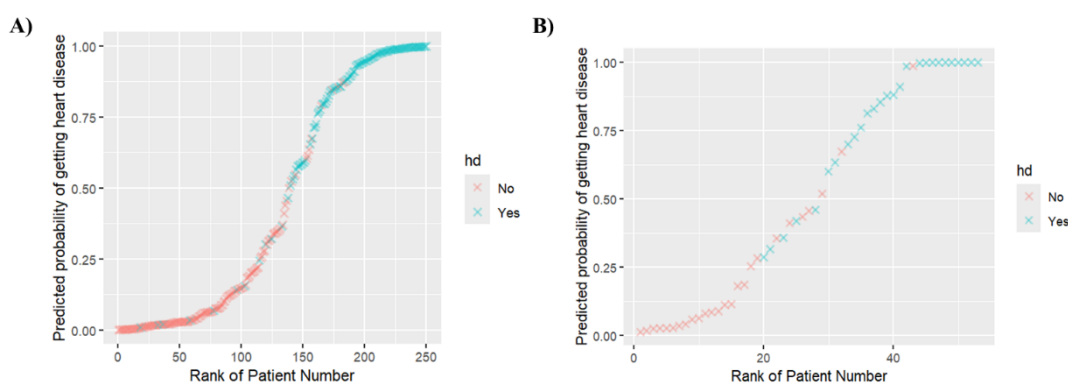 A)
Predicted probability of getting heart disease
1.00
0.75
0.50
0.25
0.00
0
50
100
150
200
250
Rank of Patient Number
hd
No
Yes
B)
Predicted probability of getting heart disease
1.00
0.75
0.50
0.25
0.00
0
20
40
Rank of Patient Number
hd
No
Yes